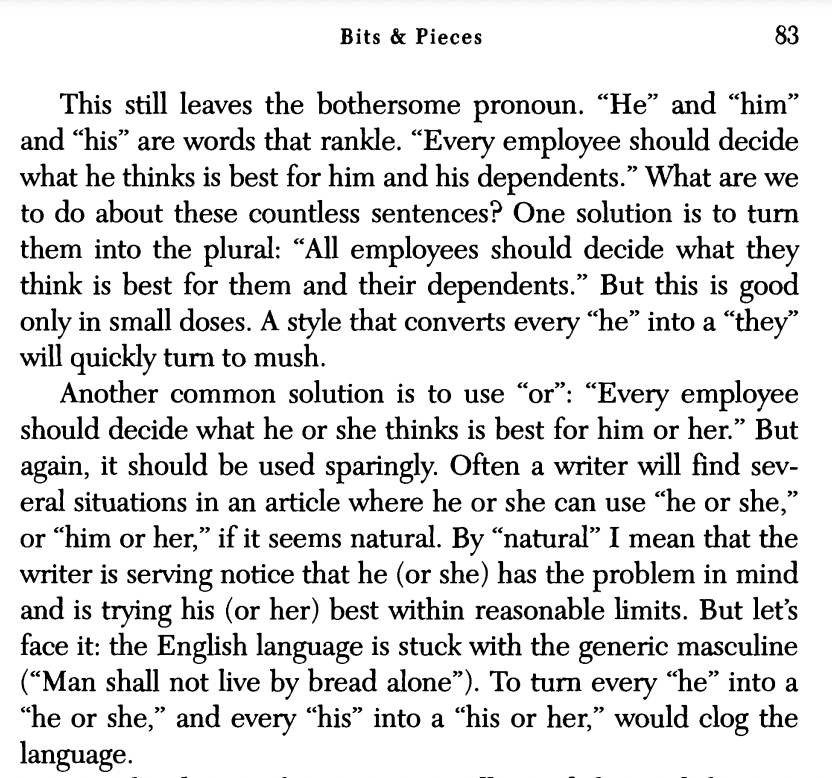 Bits & Pieces 83
This still leaves the bothersome pronoun. “He” and “him”
and “his” are words that rankle. “Every employee should decide
what he thinks is best for him and his dependents.” What are we
to do about these countless sentences? One solution is to turn
them into the plural: “All employees should decide what they
think is best for them and their dependents.” But this is good
only in small doses. A style that converts every “he” into a “they”
will quickly turn to mush.
Another common solution is to use “or”: “Every employee
should decide what he or she thinks is best for him or her.” But
again, it should be used sparingly. Often a writer will find sev-
eral situations in an article where he or she can use “he or she,”
or “him or her,” if it seems natural. By “natural” I mean that the
writer is serving notice that he (or she) has the problem in mind
and is trying his (or her) best within reasonable limits. But let’s
face it: the English language is stuck with the generic masculine
(“Man shall not live by bread alone”). To turn every “he” into a
“he or she,” and every “his” into a “his or her,” would clog the
language.